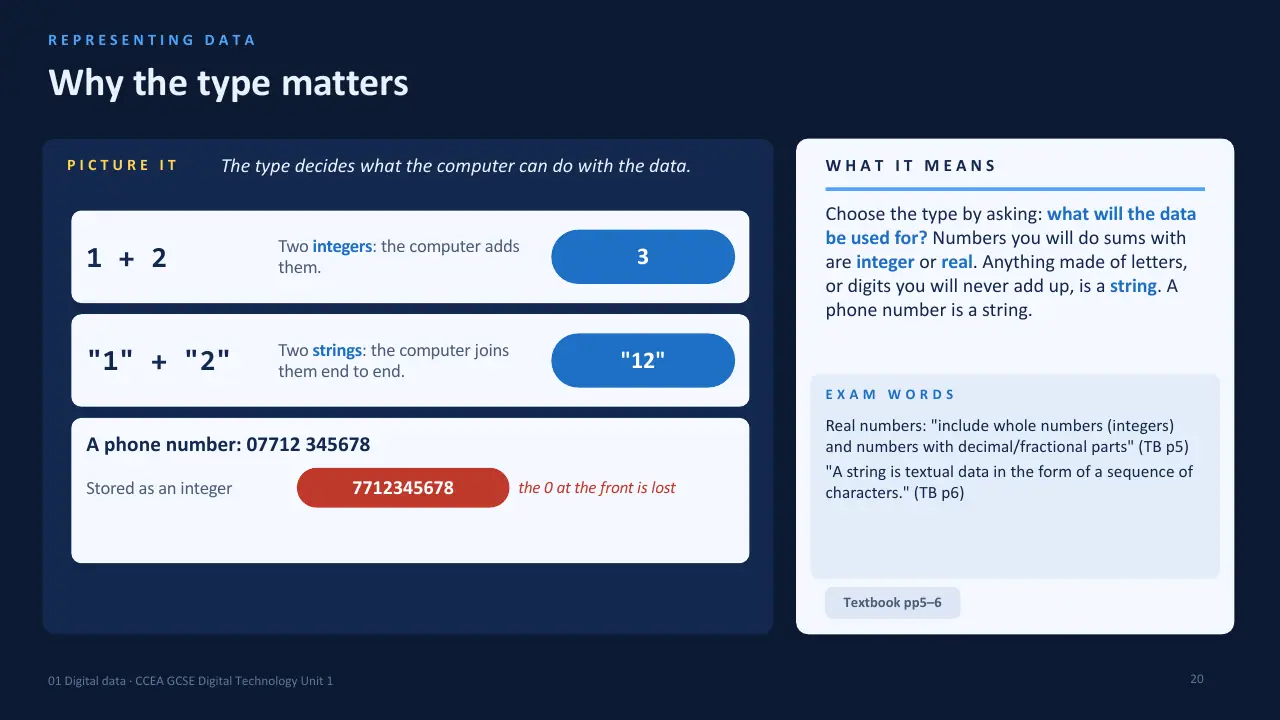 REPRESENTING DATA
Why the type matters
PICTURE IT
The type decides what the computer can do with the data.
1 + 2
Two integers: the computer adds
them.
3
"1" + "2"
Two strings: the computer joins
them end to end.
"12"
A phone number: 07712 345678
Stored as an integer
7712345678
the 0 at the front is lost
WHAT IT MEANS
Choose the type by asking: what will the data
be used for? Numbers you will do sums with
are integer or real. Anything made of letters,
or digits you will never add up, is a string. A
phone number is a string.
EXAM WORDS
Real numbers: "include whole numbers (integers)
and numbers with decimal/fractional parts" (TB p5)
"A string is textual data in the form of a sequence of
characters." (TB p6)
Textbook pp5–6
01 Digital data · CCEA GCSE Digital Technology Unit 1
20